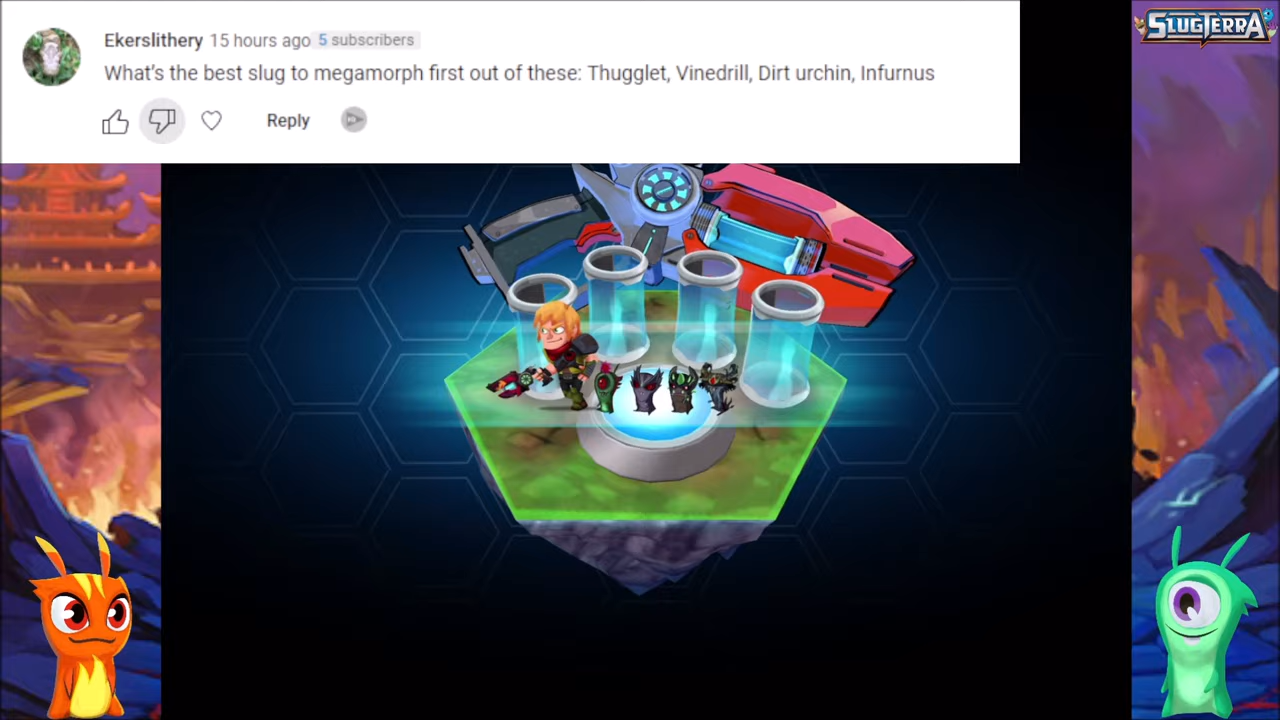 Ekerslithery 15 hours ago 5 subscribers
What's the best slug to megamorph first out of these: Thugglet, Vinedrill, Dirt urchin, Infurnus
Reply
SLUGTERRA